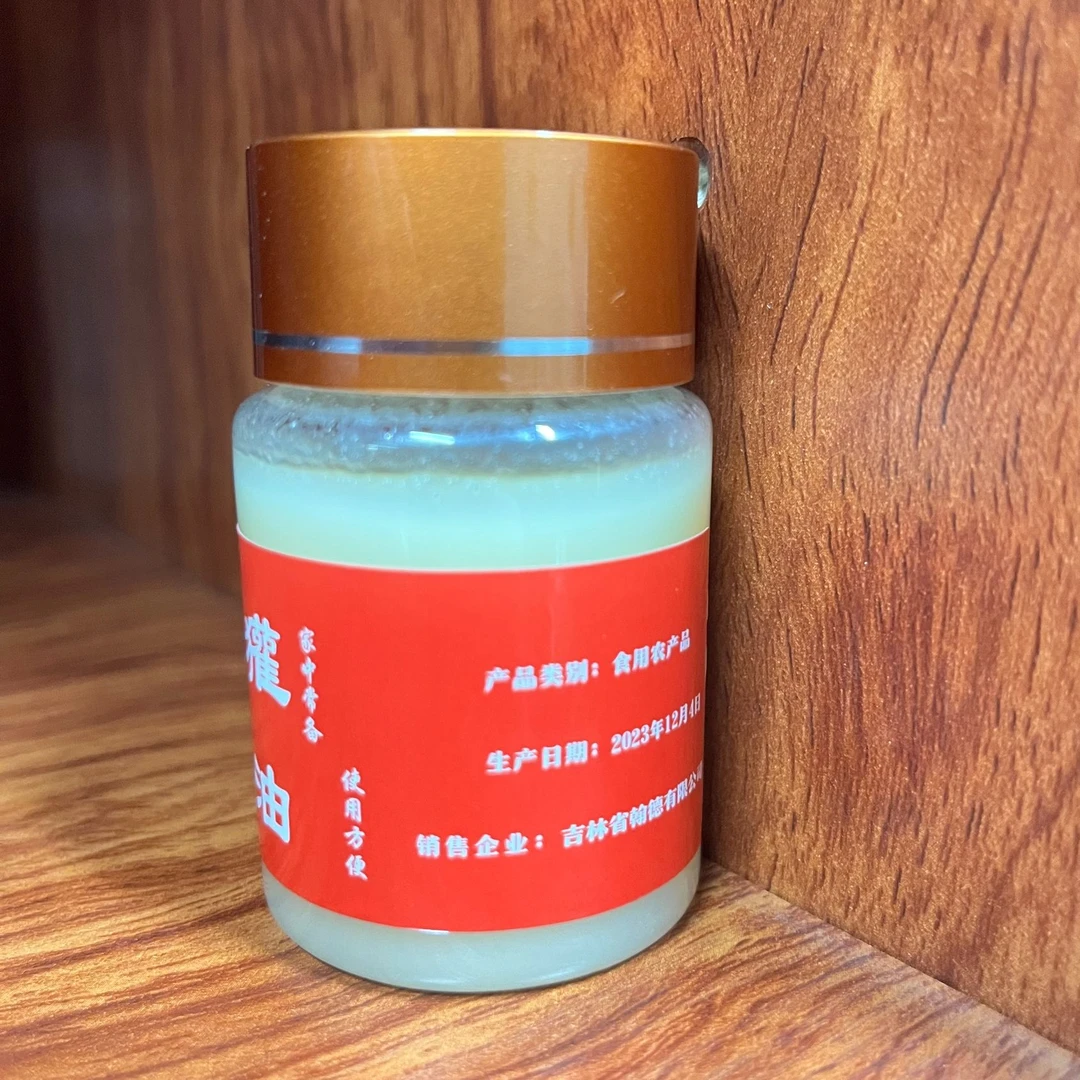 油
家中常备
使用方便
产品类别：食用农产品
生产日期：2023年12月4日
销售企业：吉林省翰德有限公司